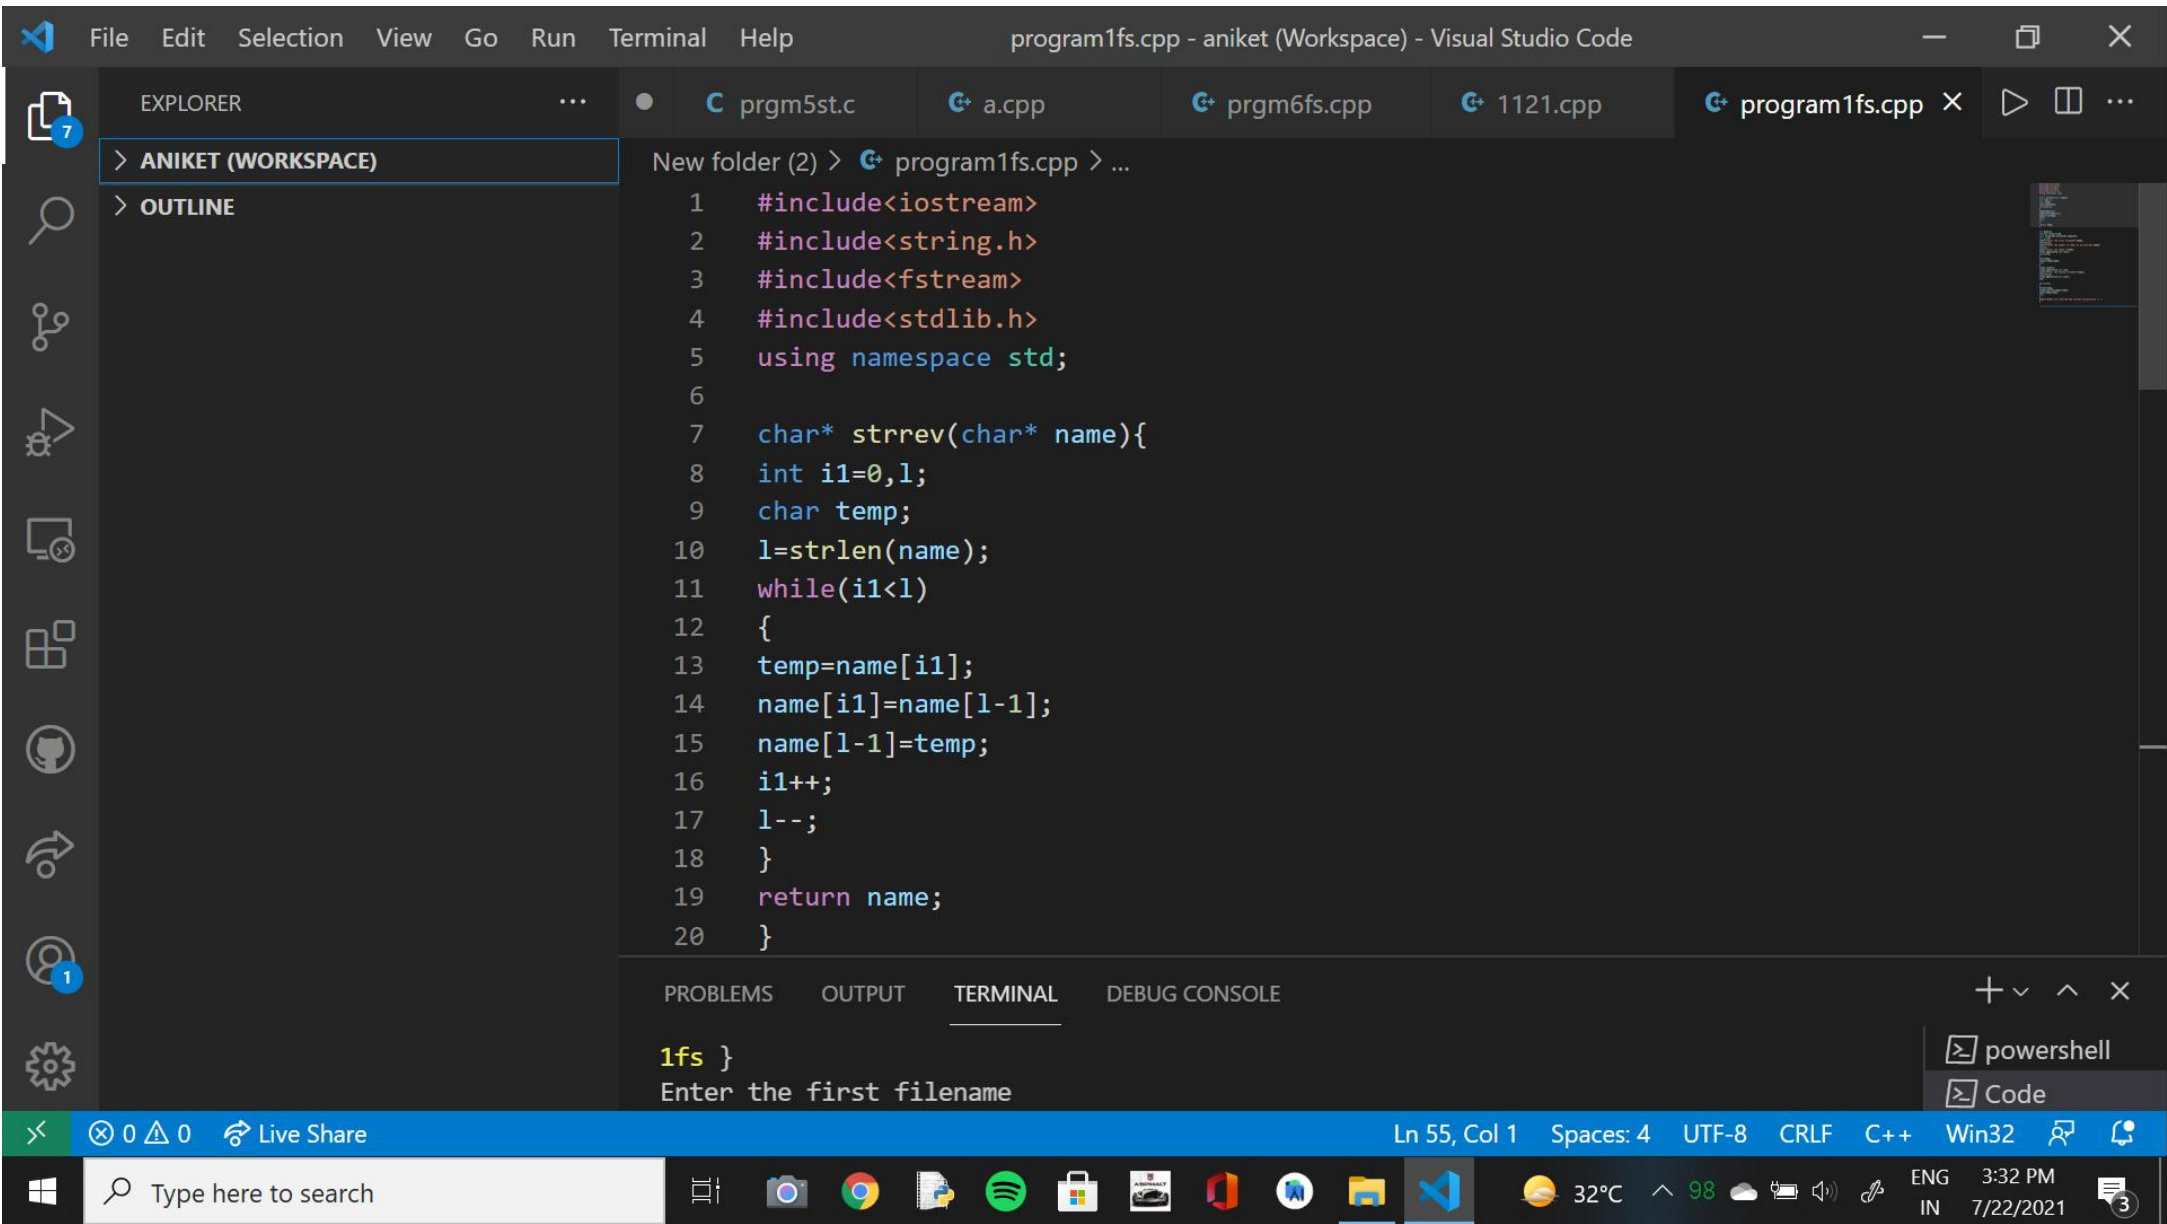 File Edit Selection View Go Run Terminal Help program1fs.cpp - aniket (Workspace) - Visual Studio Code
EXPLORER ...
C prgm5st.c a.cpp prgm6fs.cpp 1121.cpp program1fs.cpp
7
> ANIKET (WORKSPACE)
> OUTLINE
New folder (2) > program1fs.cpp > ...
1 #include<iostream>
2 #include<string.h>
3 #include<fstream>
4 #include<stdlib.h>
5 using namespace std;
6
7 char* strrev(char* name){
8 int i1=0,l;
9 char temp;
10 l=strlen(name);
11 while(i1<l)
12 {
13 temp=name[i1];
14 name[i1]=name[l-1];
15 name[l-1]=temp;
16 i1++;
17 l--;
18 }
19 return name;
20 }
1
PROBLEMS OUTPUT TERMINAL DEBUG CONSOLE
1fs }
Enter the first filename
powershell
Code
0 0 Live Share Ln 55, Col 1 Spaces: 4 UTF-8 CRLF C++ Win32
Type here to search 32°C 98 ENG IN 3:32 PM 7/22/2021 3